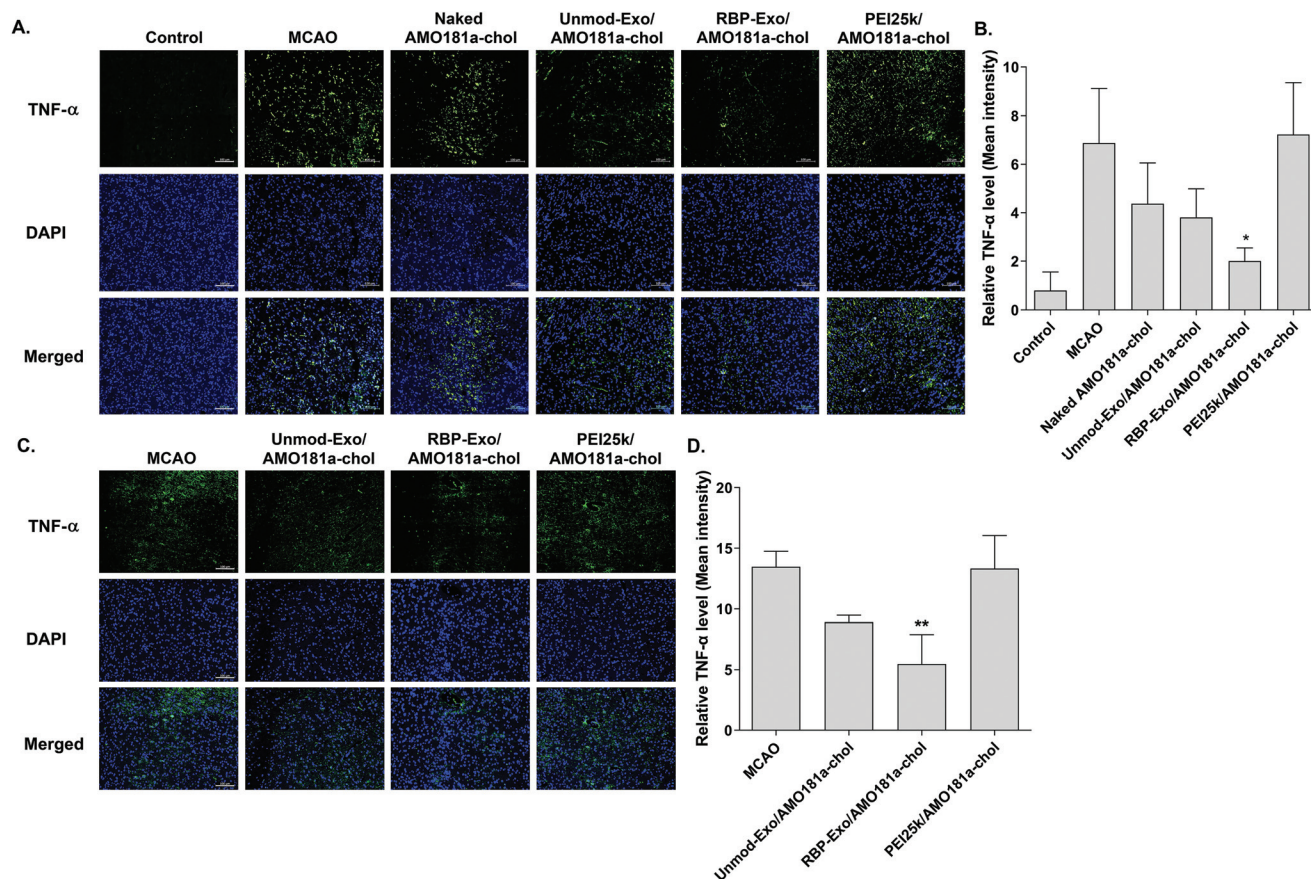 A.
Control
MCAO
Naked
AMO181a-chol
Unmod-Exo/
AMO181a-chol
RBP-Exo/
AMO181a-chol
PEI25k/
AMO181a-chol
TNF-α
DAPI
Merged
B.
Relative TNF-α level (Mean intensity)
10
8
6
4
2
0
*
Control
MCAO
Naked AMO181a-chol
Unmod-Exo/AMO181a-chol
RBP-Exo/AMO181a-chol
PEI25k/AMO181a-chol
C.
MCAO
Unmod-Exo/
AMO181a-chol
RBP-Exo/
AMO181a-chol
PEI25k/
AMO181a-chol
TNF-α
DAPI
Merged
D.
Relative TNF-α level (Mean intensity)
20
15
10
5
0
**
MCAO
Unmod-Exo/AMO181a-chol
RBP-Exo/AMO181a-chol
PEI25k/AMO181a-chol